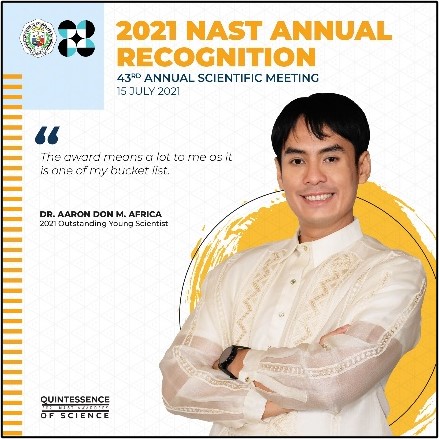 2021 NAST ANNUAL
RECOGNITION
43RD ANNUAL SCIENTIFIC MEETING
15 JULY 2021
“
The award means a lot to me as it
is one of my bucket list.
DR. AARON DON M. AFRICA
2021 Outstanding Young Scientist
QUINTESSENCE
OF SCIENCE